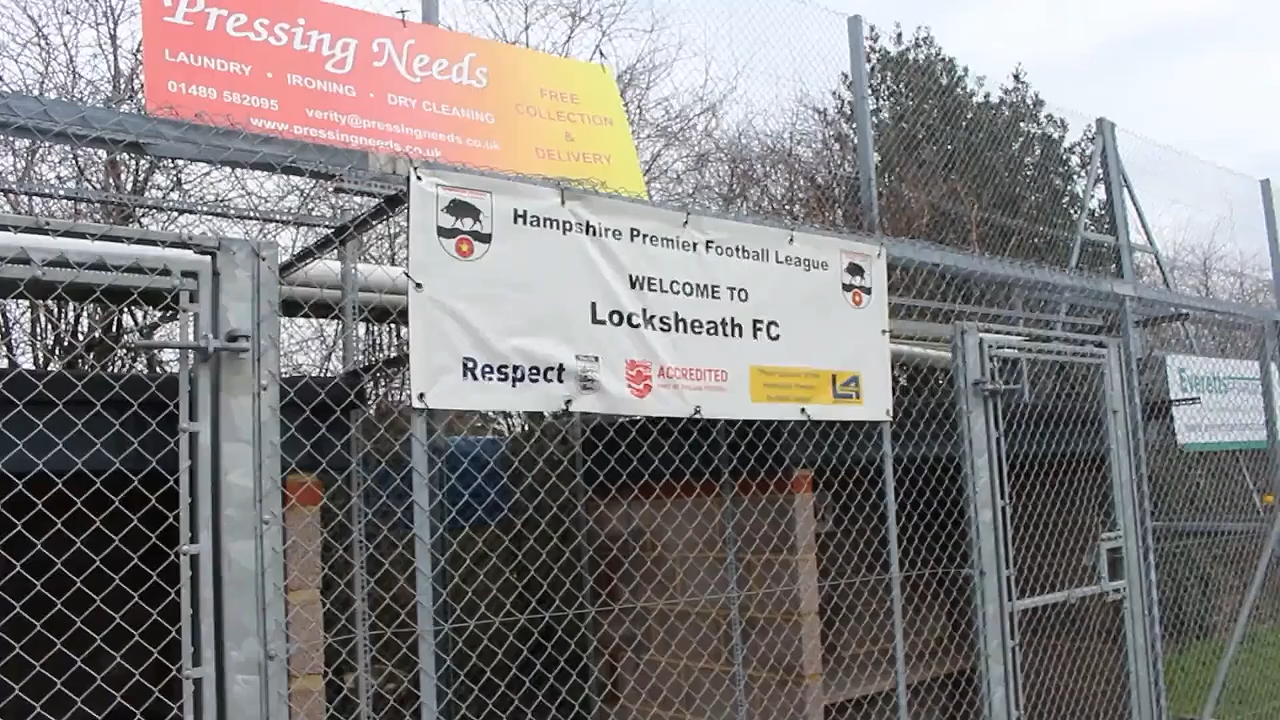 Pressing Needs
LAUNDRY • IRONING • DRY CLEANING
01489 582095
verity@pressingneeds.co.uk
www.pressingneeds.co.uk
FREE
COLLECTION
&
DELIVERY
Hampshire Premier Football League
WELCOME TO
Locksheath FC
Respect
ACCREDITED
Everetts